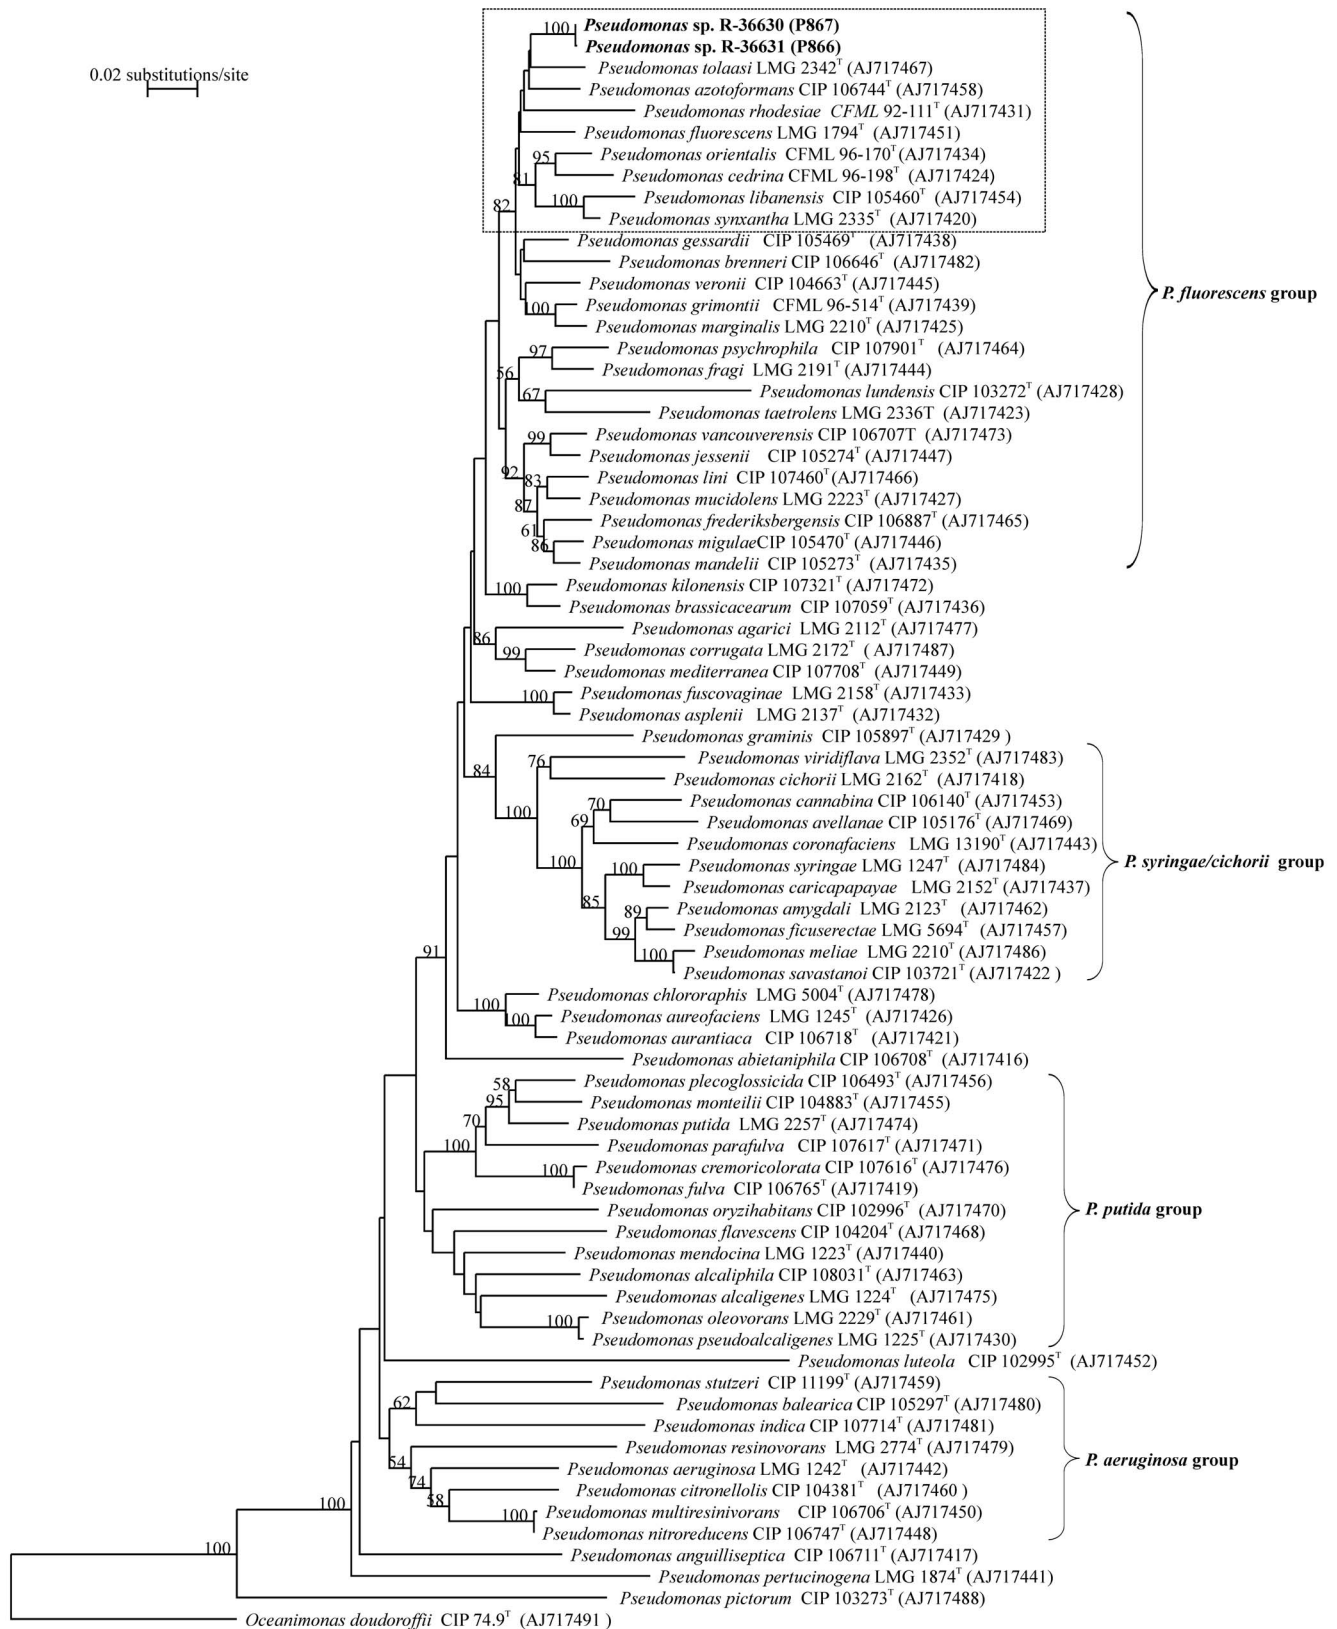 100 Pseudomonas sp. R-36630 (P867)
Pseudomonas sp. R-36631 (P866)
0.02 substitutions/site
Pseudomonas tolaasi LMG 2342T (AJ717467)
Pseudomonas azotoformans CIP 106744T (AJ717458)
Pseudomonas rhodesiae CFML 92-111T (AJ717431)
Pseudomonas fluorescens LMG 1794T (AJ717451)
95 Pseudomonas orientalis CFML 96-170T (AJ717434)
81 Pseudomonas cedrina CFML 96-198T (AJ717424)
100 Pseudomonas libanensis CIP 105460T (AJ717454)
82 Pseudomonas synxantha LMG 2335T (AJ717420)
Pseudomonas gessardii CIP 105469T (AJ717438)
Pseudomonas brenneri CIP 106646T (AJ717482)
Pseudomonas veronii CIP 104663T (AJ717445)
P. fluorescens group
100 Pseudomonas grimontii CFML 96-514T (AJ717439)
Pseudomonas marginalis LMG 2210T (AJ717425)
97 Pseudomonas psychrophila CIP 107901T (AJ717464)
56 Pseudomonas fragi LMG 2191T (AJ717444)
67 Pseudomonas lundensis CIP 103272T (AJ717428)
Pseudomonas taetrolens LMG 2336T (AJ717423)
99 Pseudomonas vancouverensis CIP 106707T (AJ717473)
Pseudomonas jessenii CIP 105274T (AJ717447)
92 83 Pseudomonas lini CIP 107460T (AJ717466)
87 Pseudomonas mucidolens LMG 2223T (AJ717427)
61 Pseudomonas frederiksbergensis CIP 106887T (AJ717465)
86 Pseudomonas migulaeCIP 105470T (AJ717446)
Pseudomonas mandelii CIP 105273T (AJ717435)
100 Pseudomonas kilonensis CIP 107321T (AJ717472)
Pseudomonas brassicacearum CIP 107059T (AJ717436)
86 Pseudomonas agarici LMG 2112T (AJ717477)
99 Pseudomonas corrugata LMG 2172T ( AJ717487)
Pseudomonas mediterranea CIP 107708T (AJ717449)
100 Pseudomonas fuscovaginae LMG 2158T (AJ717433)
Pseudomonas asplenii LMG 2137T (AJ717432)
Pseudomonas graminis CIP 105897T (AJ717429 )
84 76 Pseudomonas viridiflava LMG 2352T (AJ717483)
Pseudomonas cichorii LMG 2162T (AJ717418)
100 70 Pseudomonas cannabina CIP 106140T (AJ717453)
69 Pseudomonas avellanae CIP 105176T (AJ717469)
Pseudomonas coronafaciens LMG 13190T (AJ717443)
P. syringae/cichorii group
100 100 Pseudomonas syringae LMG 1247T (AJ717484)
Pseudomonas caricapapayae LMG 2152T (AJ717437)
85 89 Pseudomonas amygdali LMG 2123T (AJ717462)
99 Pseudomonas ficuserectae LMG 5694T (AJ717457)
91 100 Pseudomonas meliae LMG 2210T (AJ717486)
Pseudomonas savastanoi CIP 103721T (AJ717422 )
100 Pseudomonas chlororaphis LMG 5004T (AJ717478)
100 Pseudomonas aureofaciens LMG 1245T (AJ717426)
Pseudomonas aurantiaca CIP 106718T (AJ717421)
Pseudomonas abietaniphila CIP 106708T (AJ717416)
58 Pseudomonas plecoglossicida CIP 106493T (AJ717456)
95 Pseudomonas monteilii CIP 104883T (AJ717455)
70 Pseudomonas putida LMG 2257T (AJ717474)
100 Pseudomonas parafulva CIP 107617T (AJ717471)
100 Pseudomonas cremoricolorata CIP 107616T (AJ717476)
Pseudomonas fulva CIP 106765T (AJ717419)
Pseudomonas oryzihabitans CIP 102996T (AJ717470)
P. putida group
Pseudomonas flavescens CIP 104204T (AJ717468)
Pseudomonas mendocina LMG 1223T (AJ717440)
Pseudomonas alcaliphila CIP 108031T (AJ717463)
Pseudomonas alcaligenes LMG 1224T (AJ717475)
100 Pseudomonas oleovorans LMG 2229T (AJ717461)
Pseudomonas pseudoalcaligenes LMG 1225T (AJ717430)
Pseudomonas luteola CIP 102995T (AJ717452)
Pseudomonas stutzeri CIP 11199T (AJ717459)
62 Pseudomonas balearica CIP 105297T (AJ717480)
Pseudomonas indica CIP 107714T (AJ717481)
54 Pseudomonas resinovorans LMG 2774T (AJ717479)
P. aeruginosa group
74 Pseudomonas aeruginosa LMG 1242T (AJ717442)
58 Pseudomonas citronellolis CIP 104381T (AJ717460 )
100 100 Pseudomonas multiresinivorans CIP 106706T (AJ717450)
Pseudomonas nitroreducens CIP 106747T (AJ717448)
100 Pseudomonas anguilliseptica CIP 106711T (AJ717417)
Pseudomonas pertucinogena LMG 1874T (AJ717441)
Pseudomonas pictorum CIP 103273T (AJ717488)
Oceanimonas doudoroffii CIP 74.9T (AJ717491 )